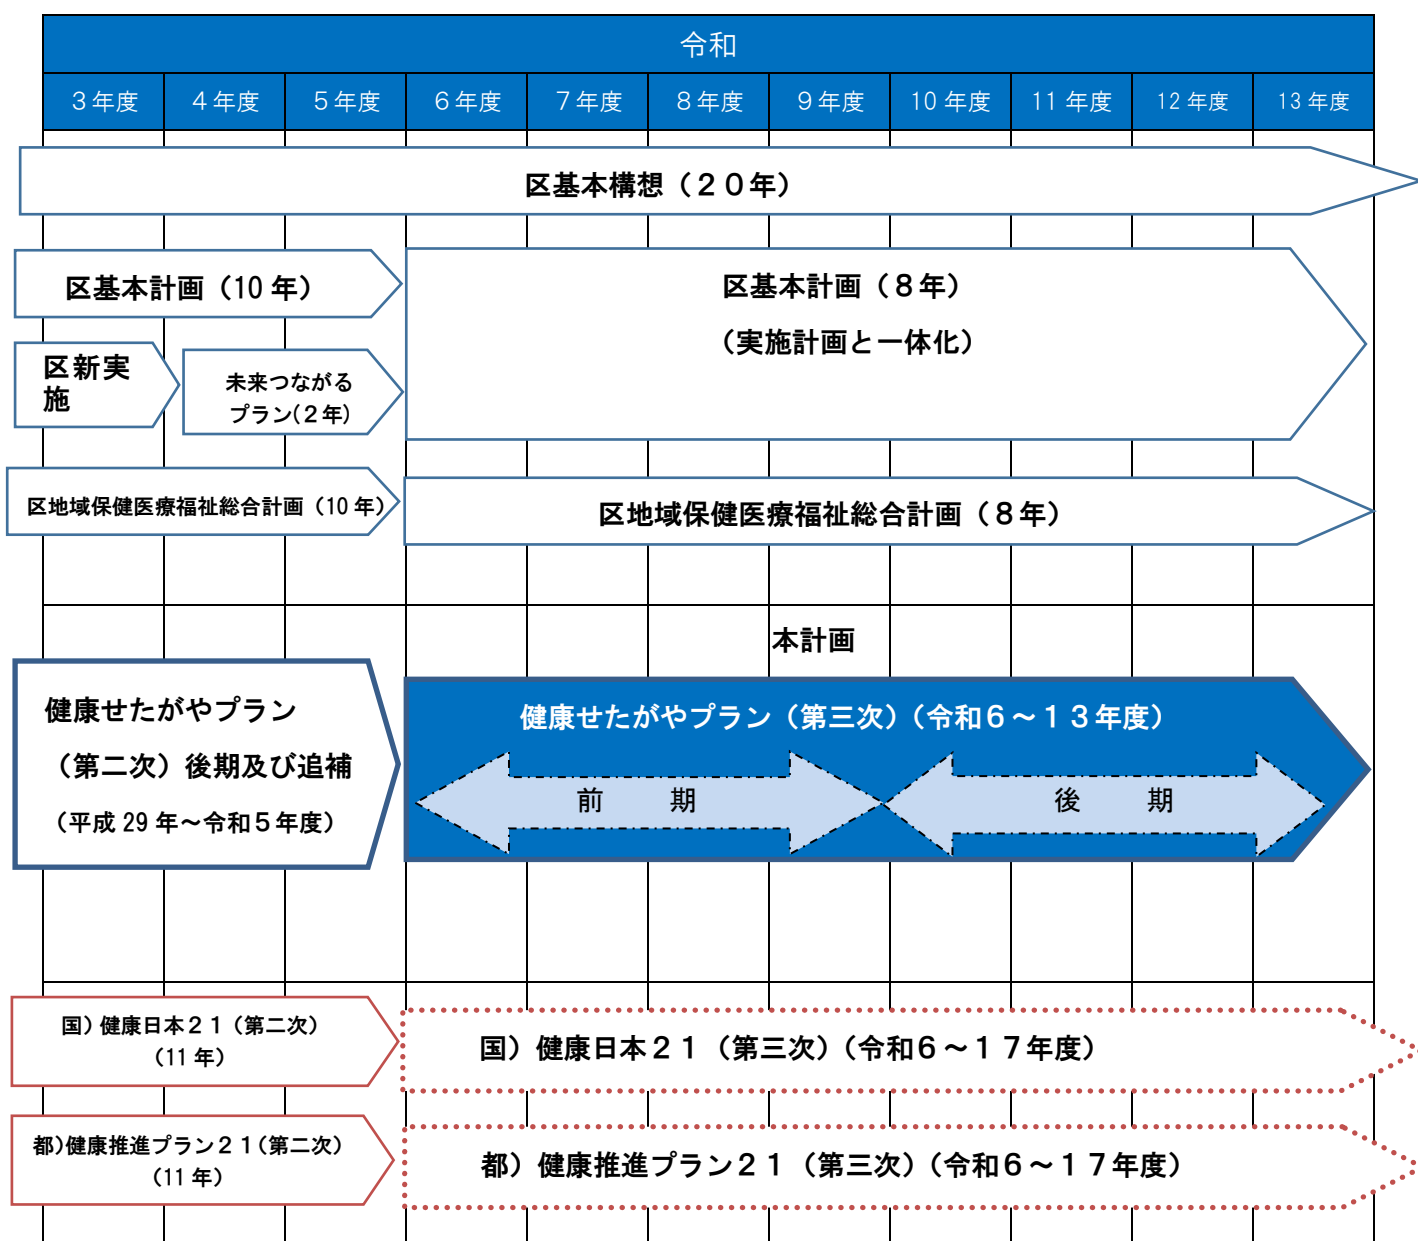 令和
３年度 ４年度 ５年度 ６年度 ７年度 ８年度 ９年度 10 年度 11 年度 12 年度 13 年度
区基本構想（２０年）
区基本計画（10 年）
区基本計画（８年）
（実施計画と一体化）
区新実
施
未来つながる
プラン(２年)
区地域保健医療福祉総合計画（10 年）
区地域保健医療福祉総合計画（８年）
本計画
健康せたがやプラン
（第二次）後期及び追補
（平成 29 年～令和５年度）
健康せたがやプラン（第三次）（令和６～１３年度）
前　　期
後　　期
国）健康日本２１（第二次）
（11 年）
国）健康日本２１（第三次）（令和６～１７年度）
都）健康推進プラン２１（第二次）
（11 年）
都）健康推進プラン２１（第三次）（令和６～１７年度）